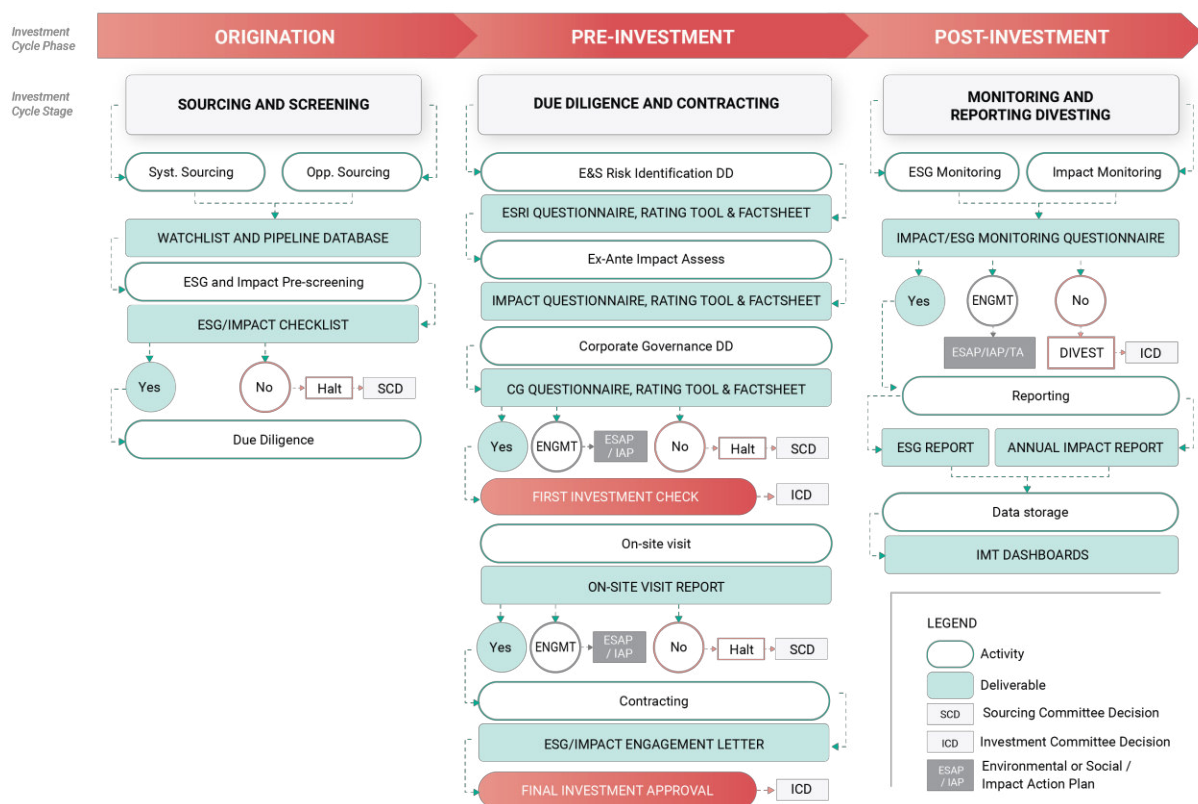 Investment
Cycle Phase
ORIGINATION
PRE-INVESTMENT
POST-INVESTMENT
Investment
Cycle Stage
SOURCING AND SCREENING
Syst. Sourcing
Opp. Sourcing
WATCHLIST AND PIPELINE DATABASE
ESG and Impact Pre-screening
ESG/IMPACT CHECKLIST
Yes
No
Halt
SCD
Due Diligence
DUE DILIGENCE AND CONTRACTING
E&S Risk Identification DD
ESRI QUESTIONNAIRE, RATING TOOL & FACTSHEET
Ex-Ante Impact Assess
IMPACT QUESTIONNAIRE, RATING TOOL & FACTSHEET
Corporate Governance DD
CG QUESTIONNAIRE, RATING TOOL & FACTSHEET
Yes
ENGMT
ESAP
/ IAP
No
Halt
SCD
FIRST INVESTMENT CHECK
ICD
On-site visit
ON-SITE VISIT REPORT
Yes
ENGMT
ESAP
/ IAP
No
Halt
SCD
Contracting
ESG/IMPACT ENGAGEMENT LETTER
FINAL INVESTMENT APPROVAL
ICD
MONITORING AND
REPORTING DIVESTING
ESG Monitoring
Impact Monitoring
IMPACT/ESG MONITORING QUESTIONNAIRE
Yes
ENGMT
No
ESAP/IAP/TA
DIVEST
ICD
Reporting
ESG REPORT
ANNUAL IMPACT REPORT
Data storage
IMT DASHBOARDS
LEGEND
Activity
Deliverable
SCD
Sourcing Committee Decision
ICD
Investment Committee Decision
ESAP
/ IAP
Environmental or Social /
Impact Action Plan